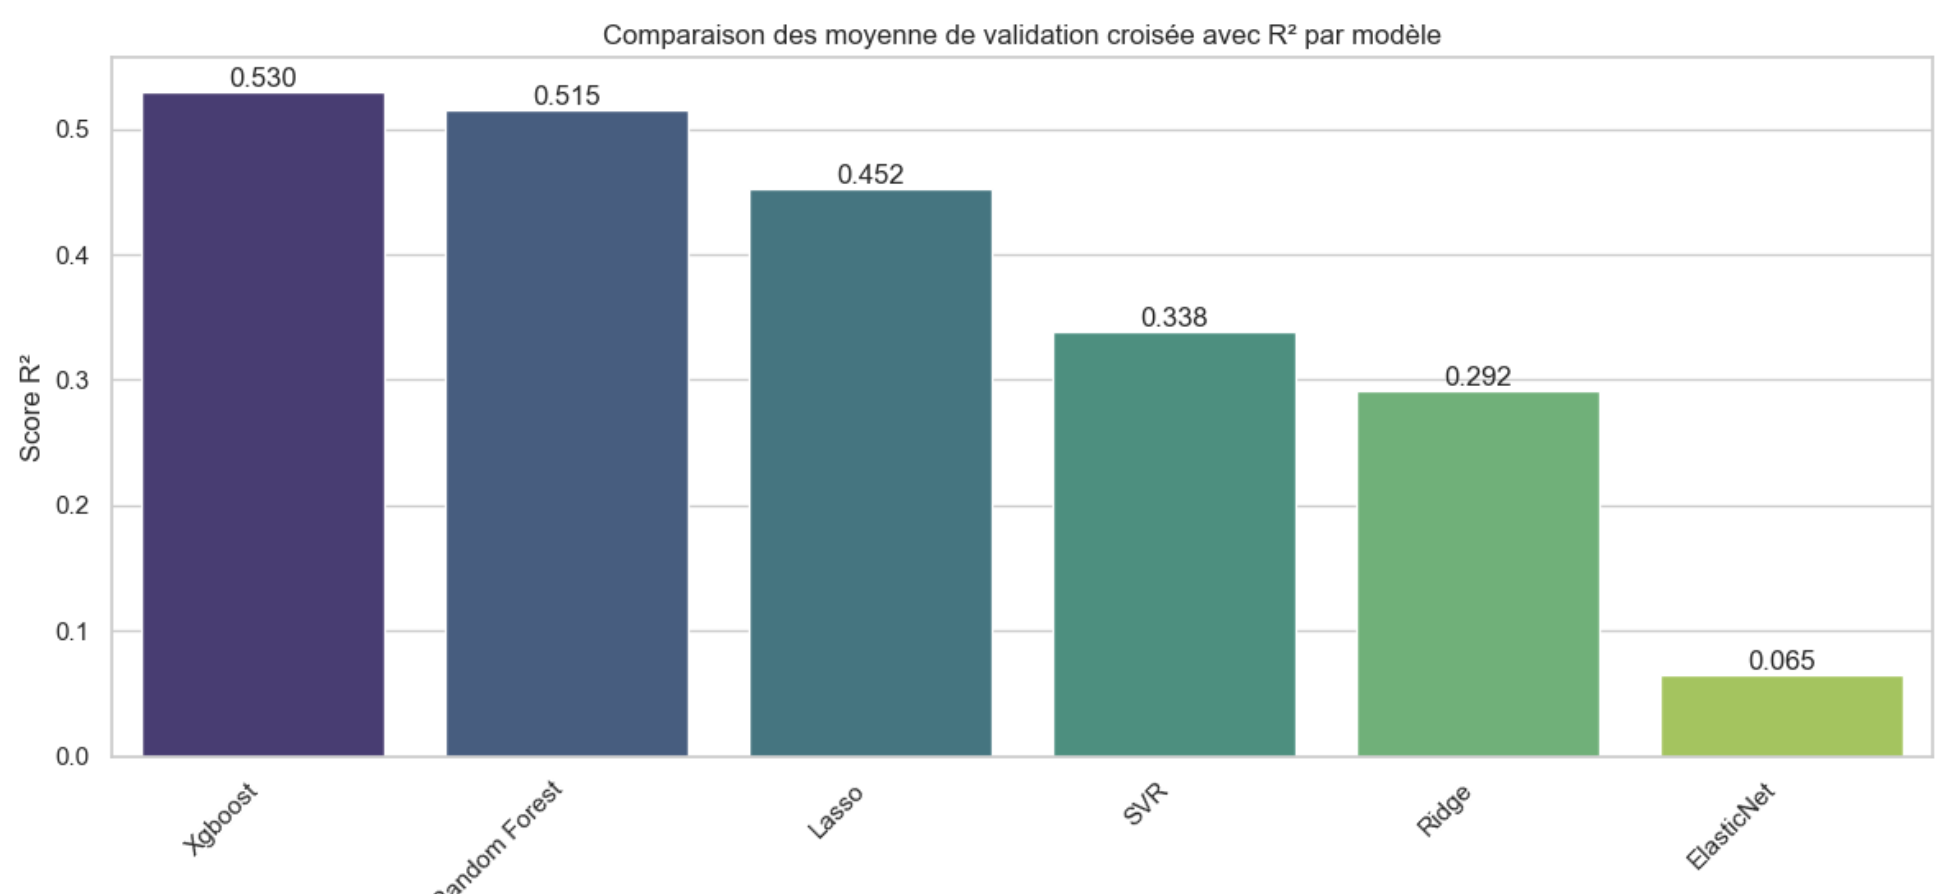 Comparaison des moyenne de validation croisée avec R² par modèle
0.530
0.515
0.452
0.338
0.292
0.065
0.5
0.4
0.3
0.2
0.1
0.0
Score R²
Xgboost
Random Forest
Lasso
SVR
Ridge
ElasticNet